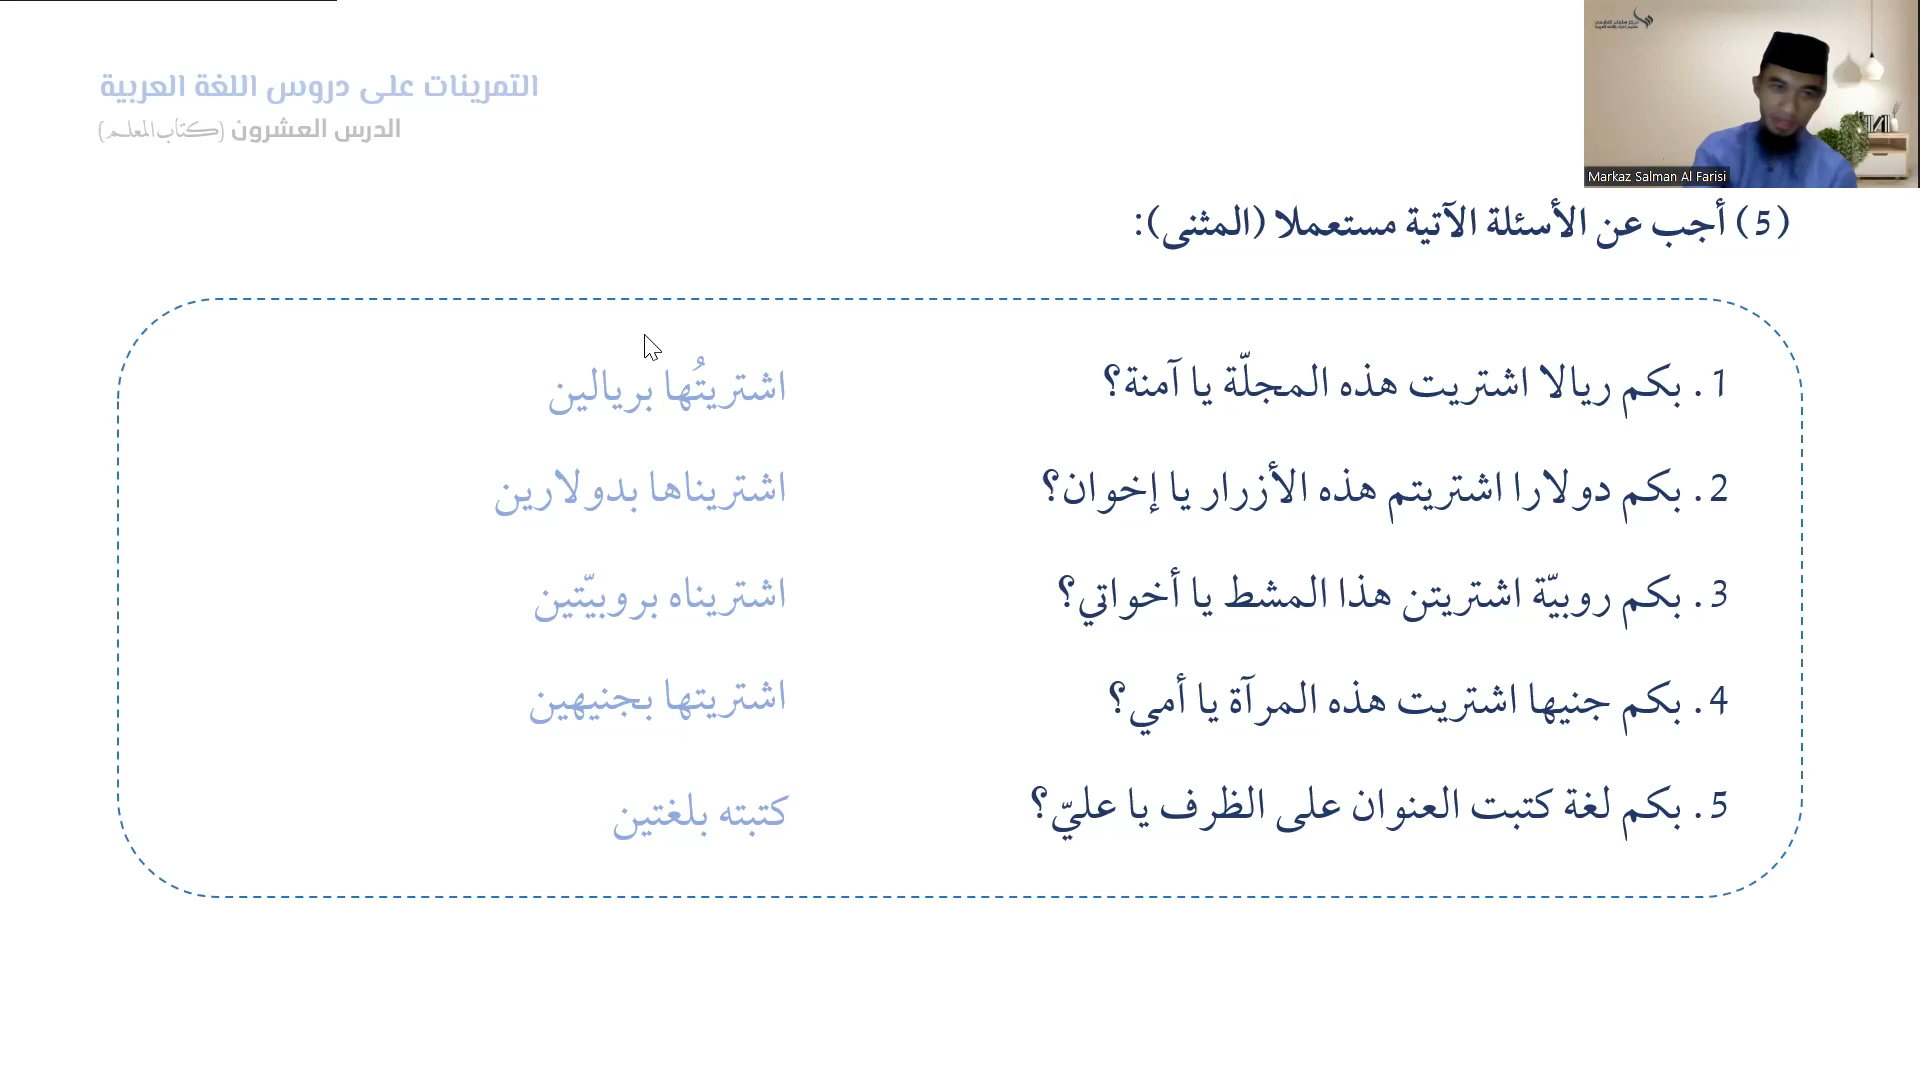 التمرينات على دروس اللغة العربية
الدرس العشرون (كتاب المعلم)
Markaz Salman Al Farisi
(5) أجب عن الأسئلة الآتية مستعملا (المثنى):
1. بكم ريالا اشتريت هذه المجلّة يا آمنة؟ اشتريتُها بريالين
2. بكم دولارا اشتريتم هذه الأزرار يا إخوان؟ اشتريناها بدولارين
3. بكم روبيّة اشتريتن هذا المشط يا أخواتي؟ اشتريناه بروبيّتين
4. بكم جنيها اشتريت هذه المرآة يا أمي؟ اشتريتها بجنيهين
5. بكم لغة كتبت العنوان على الظرف يا عليّ؟ كتبته بلغتين